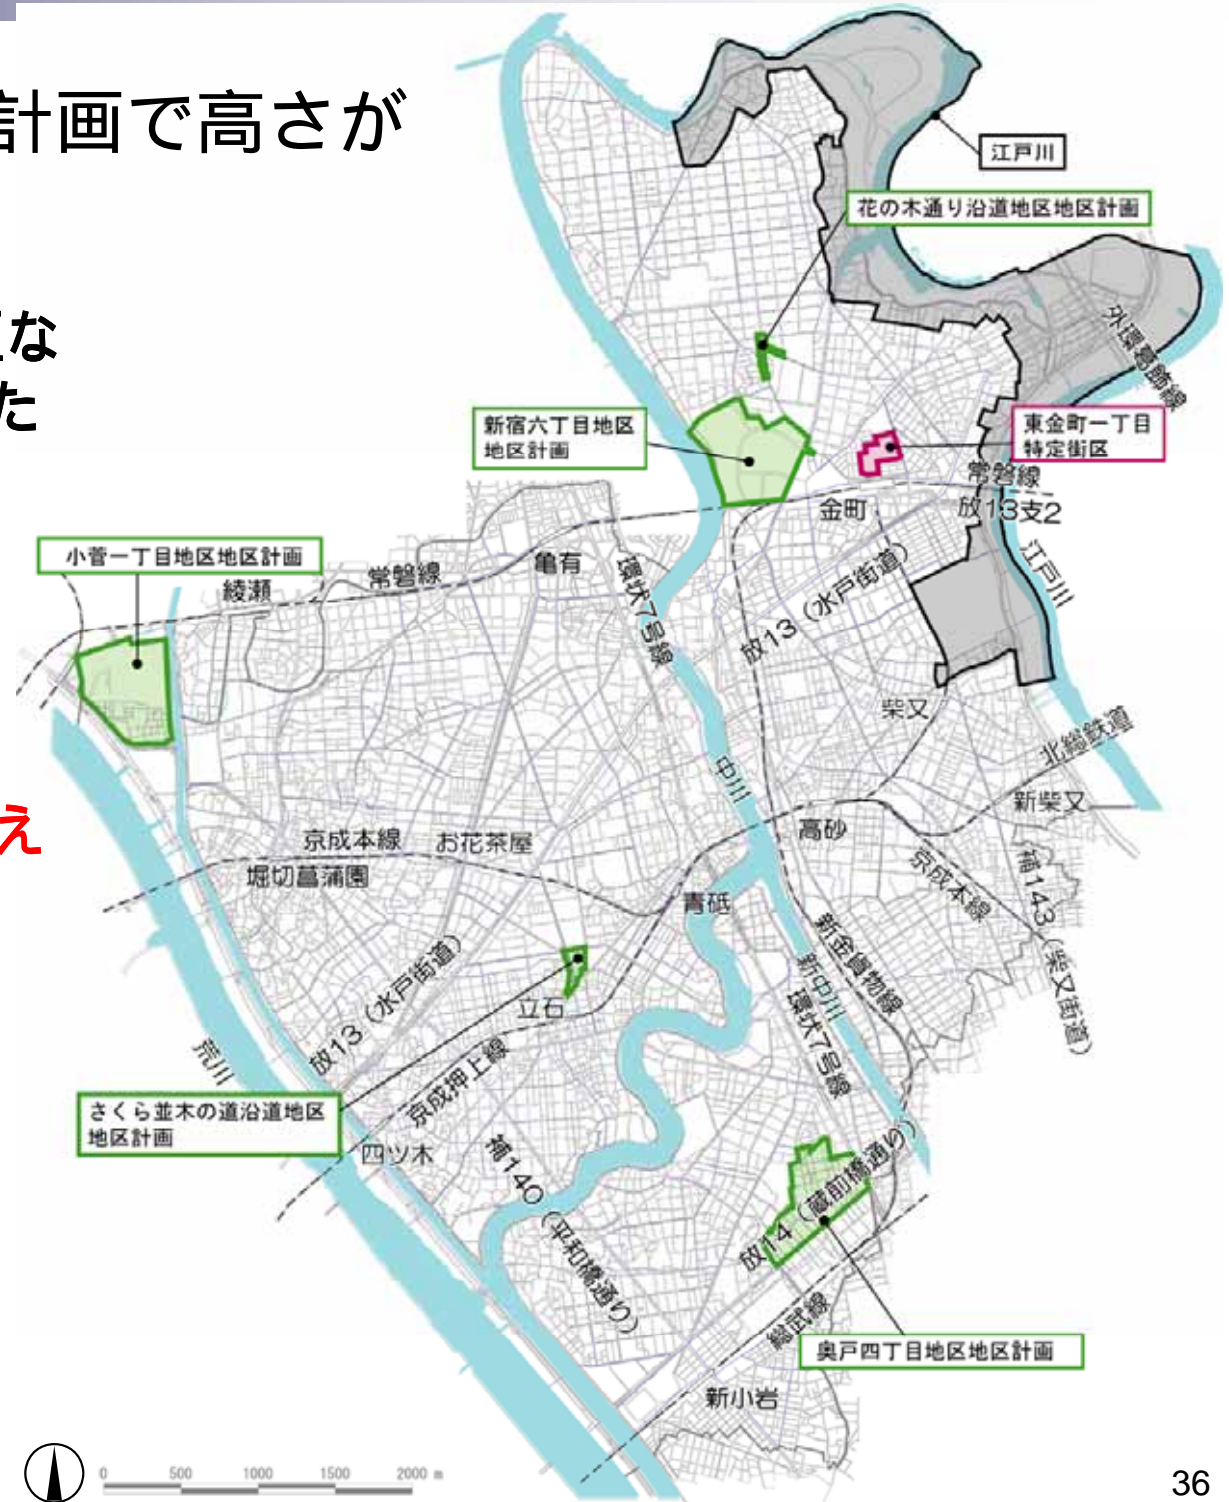 計画で高さが
な
た
え
江戸川
花の木通り沿道地区地区計画
外環葛飾線
新宿六丁目地区
地区計画
東金町一丁目
特定街区
常磐線
金町
放13支2
小菅一丁目地区地区計画
綾瀬
常磐線
亀有
環状7号線
放13（水戸街道）
江戸川
柴又
北総鉄道
中川
新柴又
高砂
京成本線
お花茶屋
堀切菖蒲園
京成本線
補143（柴又街道）
青砥
新金貨物線
新中川
環状7号線
放13（水戸街道）
立石
荒川
京成押上線
さくら並木の道沿道地区
地区計画
四ツ木
補140（平和橋通り）
放14（蔵前橋通り）
総武線
奥戸四丁目地区地区計画
新小岩
0 500 1000 1500 2000 m
36